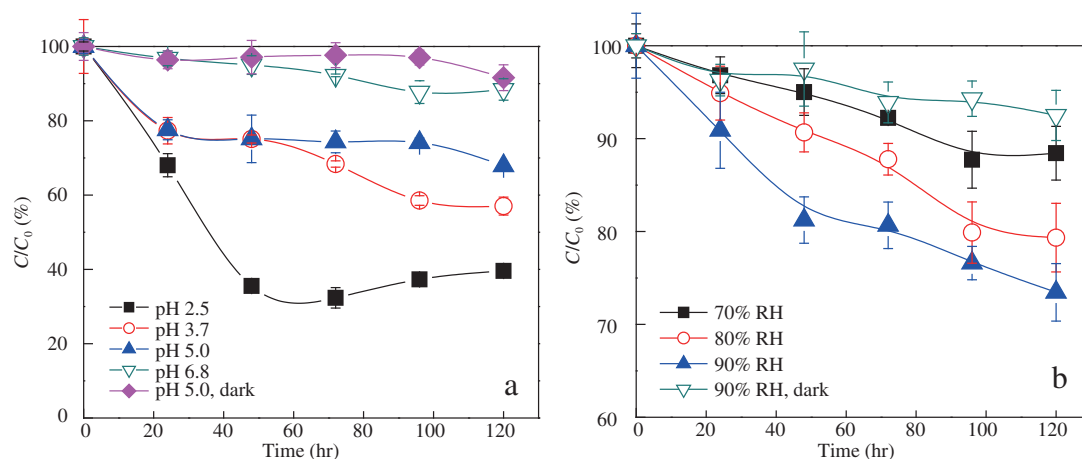 100
80
60
40
20
0
C/C₀ (%)
pH 2.5
pH 3.7
pH 5.0
pH 6.8
pH 5.0, dark
a
0 20 40 60 80 100 120
Time (hr)
100
90
80
70
60
C/C₀ (%)
70% RH
80% RH
90% RH
90% RH, dark
b
0 20 40 60 80 100 120
Time (hr)